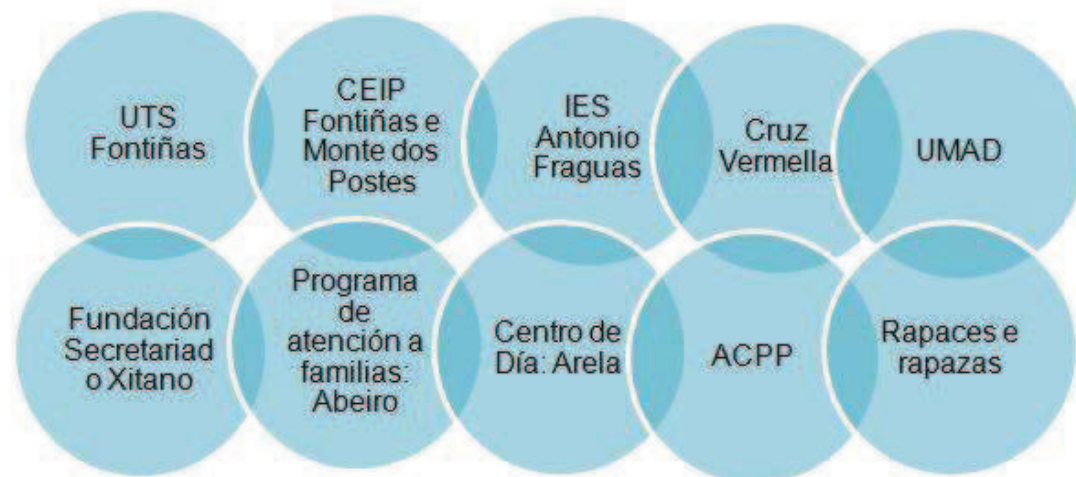 UTS
Fontiñas
CEIP
Fontiñas e
Monte dos
Postes
IES
Antonio
Fraguas
Cruz
Vermella
UMAD
Fundación
Secretariad
o Xitano
Programa
de
atención a
familias:
Abeiro
Centro de
Día: Arela
ACPP
Rapaces e
rapazas